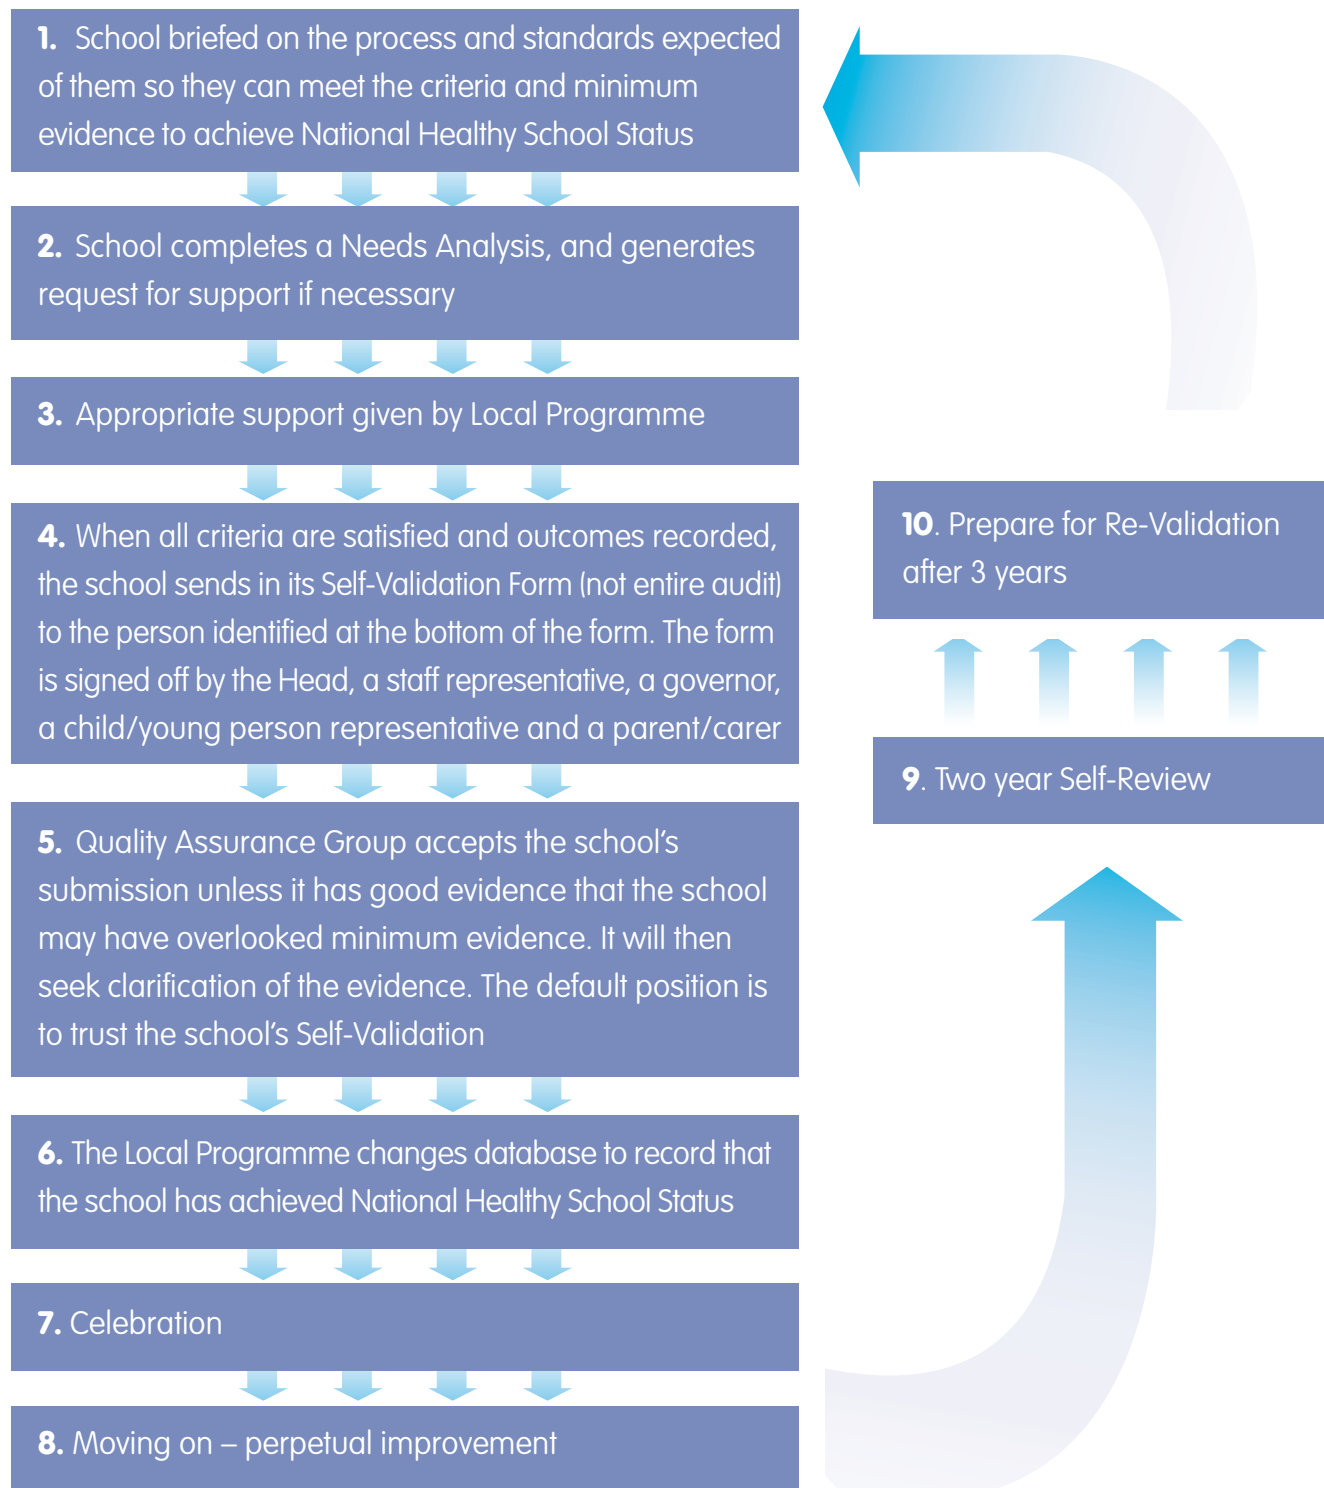 1. School briefed on the process and standards expected
of them so they can meet the criteria and minimum
evidence to achieve National Healthy School Status
2. School completes a Needs Analysis, and generates
request for support if necessary
3. Appropriate support given by Local Programme
4. When all criteria are satisfied and outcomes recorded,
the school sends in its Self-Validation Form (not entire audit)
to the person identified at the bottom of the form. The form
is signed off by the Head, a staff representative, a governor,
a child/young person representative and a parent/carer
5. Quality Assurance Group accepts the school's
submission unless it has good evidence that the school
may have overlooked minimum evidence. It will then
seek clarification of the evidence. The default position is
to trust the school's Self-Validation
6. The Local Programme changes database to record that
the school has achieved National Healthy School Status
7. Celebration
8. Moving on – perpetual improvement
9. Two year Self-Review
10. Prepare for Re-Validation
after 3 years